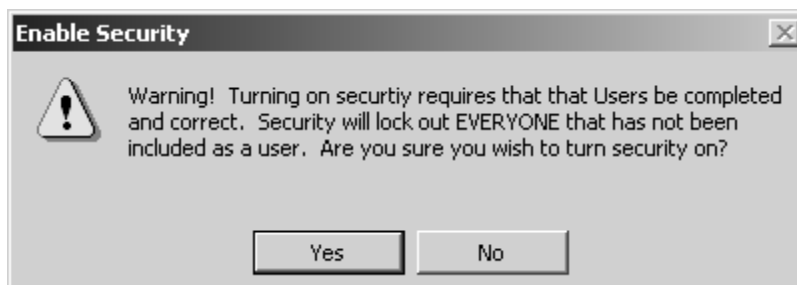 Enable Security
Warning!  Turning on securtiy requires that that Users be completed
and correct.  Security will lock out EVERYONE that has not been
included as a user.  Are you sure you wish to turn security on?
Yes No